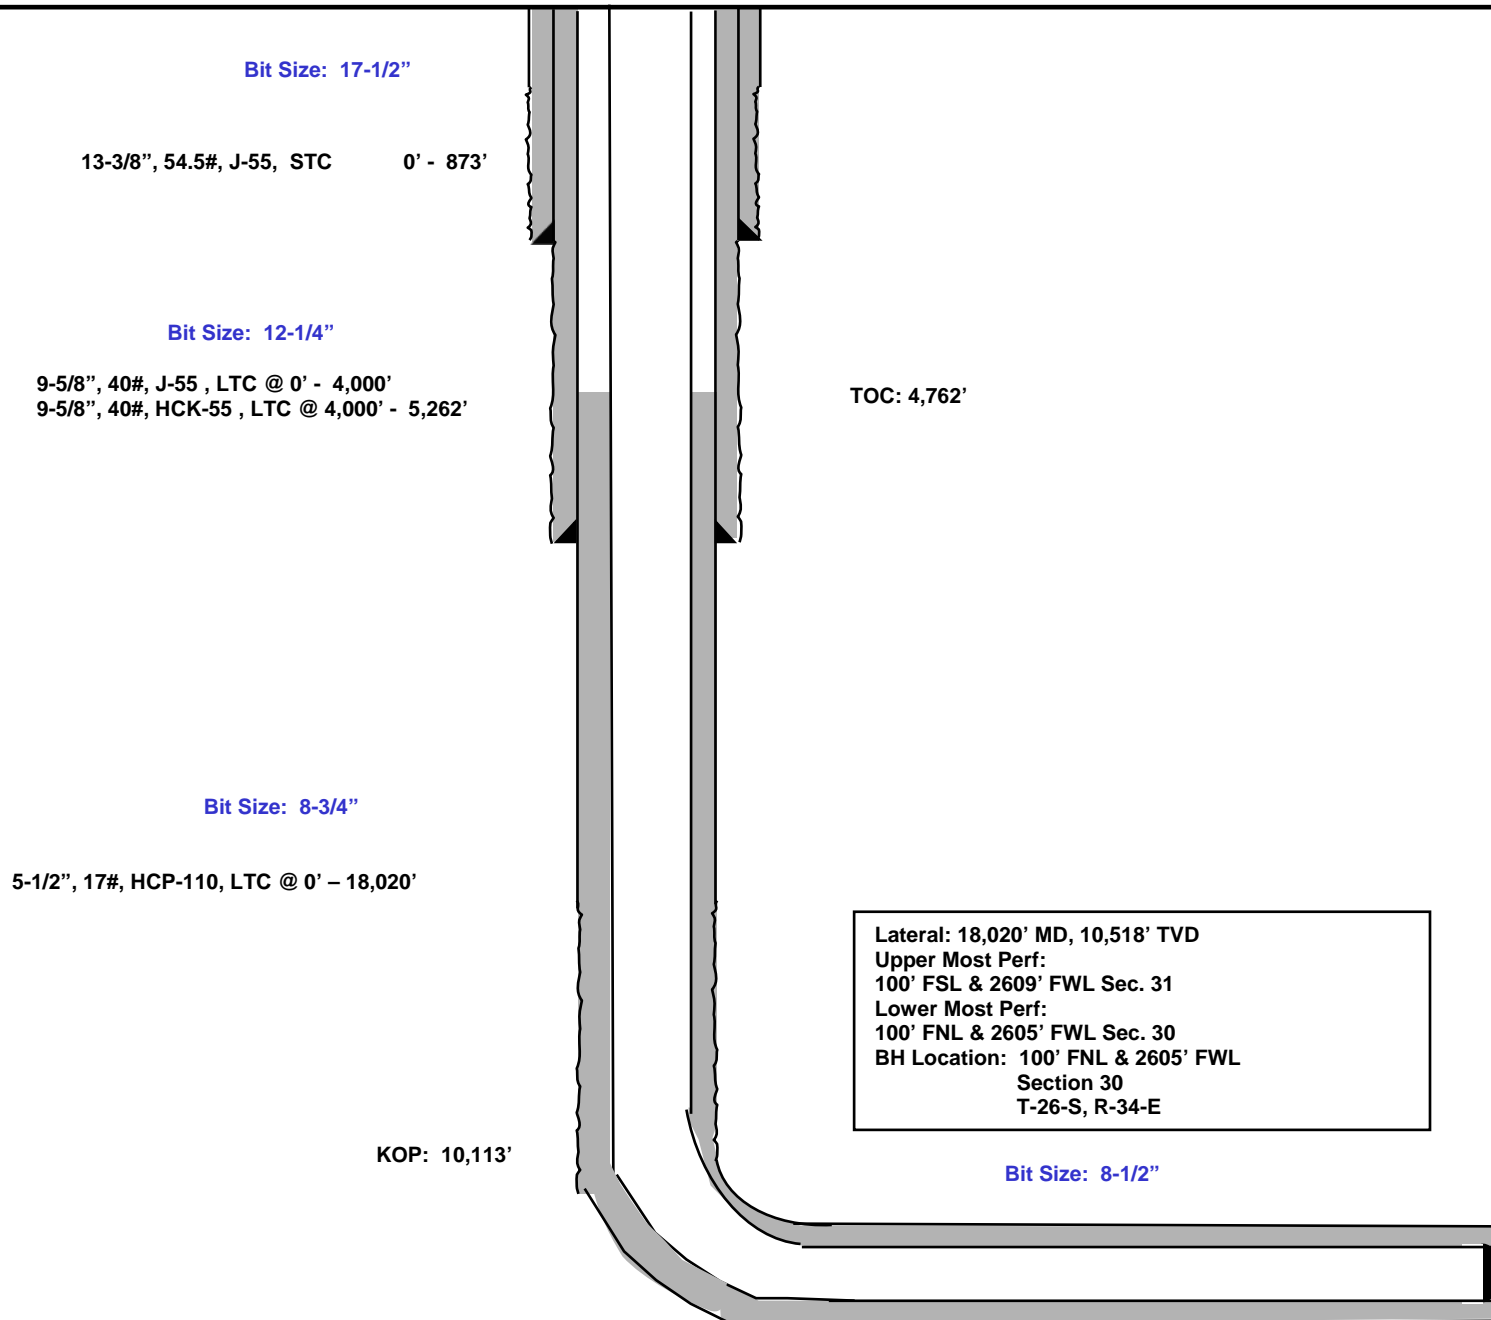 Bit Size: 17-1/2”
13-3/8”, 54.5#, J-55, STC 0’ - 873’
Bit Size: 12-1/4”
9-5/8”, 40#, J-55 , LTC @ 0’ - 4,000’
9-5/8”, 40#, HCK-55 , LTC @ 4,000’ - 5,262’
TOC: 4,762’
Bit Size: 8-3/4”
5-1/2”, 17#, HCP-110, LTC @ 0’ – 18,020’
Lateral: 18,020’ MD, 10,518’ TVD
Upper Most Perf:
100’ FSL & 2609’ FWL Sec. 31
Lower Most Perf:
100’ FNL & 2605’ FWL Sec. 30
BH Location: 100’ FNL & 2605’ FWL
Section 30
T-26-S, R-34-E
KOP: 10,113’
Bit Size: 8-1/2”